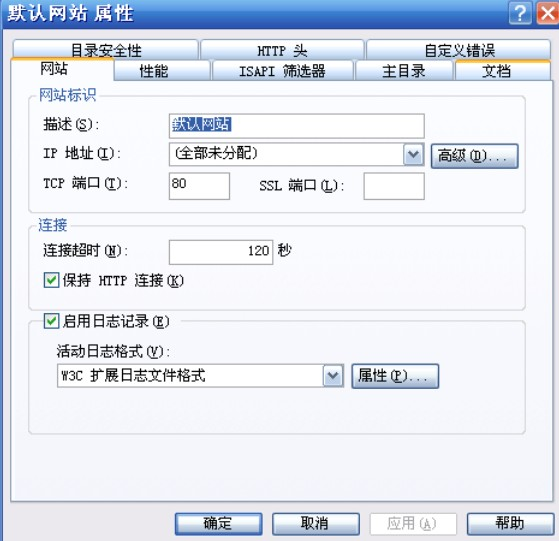 默认网站 属性
目录安全性 HTTP 头 自定义错误
网站 性能 ISAPI 筛选器 主目录 文档
网站标识
描述(S): 默认网站
IP 地址(I): (全部未分配) 高级(D)...
TCP 端口(T): 80 SSL 端口(L):
连接
连接超时(N): 120 秒
保持 HTTP 连接(K)
启用日志记录(E)
活动日志格式(V):
W3C 扩展日志文件格式 属性(P)...
确定 取消 应用(A) 帮助